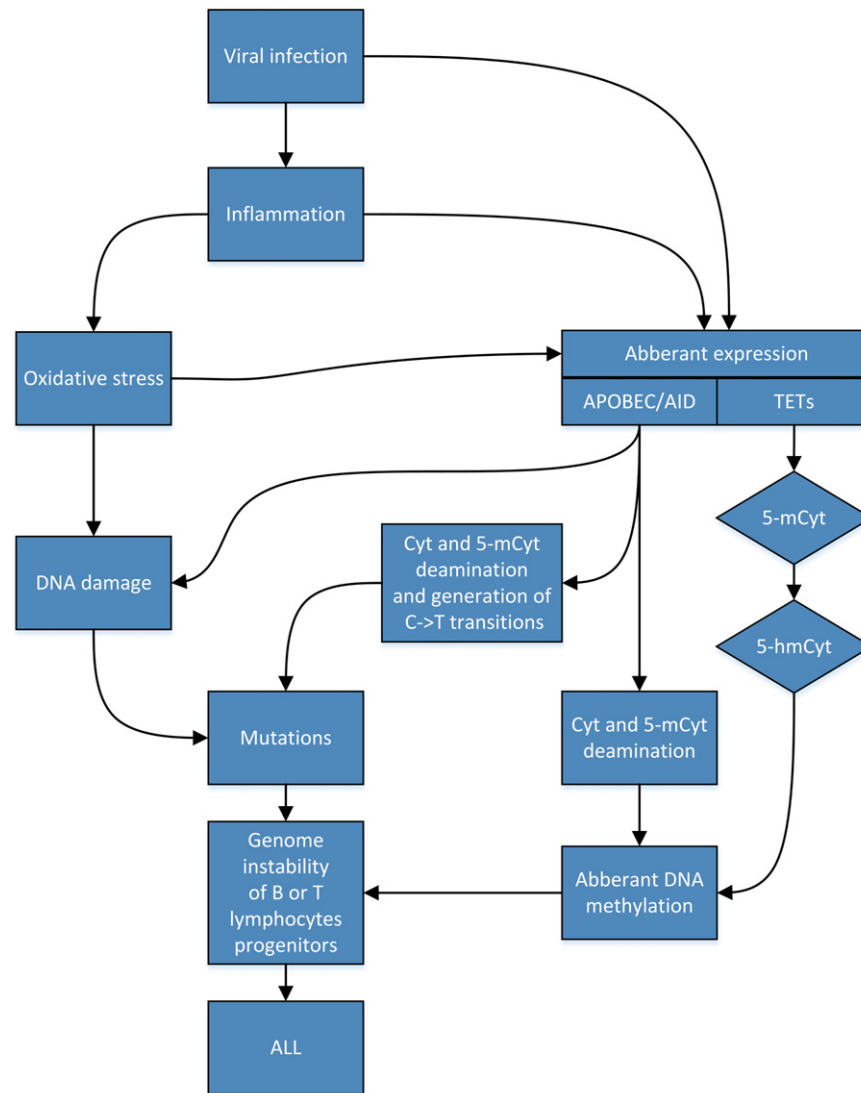 Viral infection
Inflammation
Oxidative stress
Abberant expression
APOBEC/AID
TETs
5-mCyt
DNA damage
Cyt and 5-mCyt
deamination
and generation of
C->T transitions
5-hmCyt
Mutations
Cyt and 5-mCyt
deamination
Genome
instability
of B or T
lymphocytes
progenitors
Abberant DNA
methylation
ALL